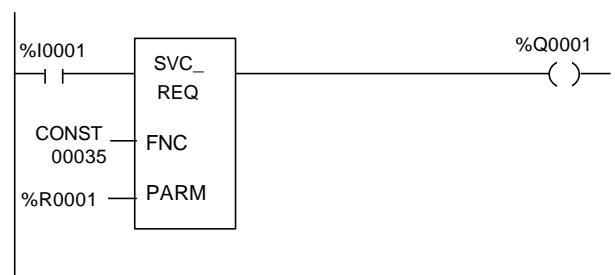 %I0001
%Q0001
SVC_
REQ
CONST
00035
FNC
%R0001
PARM